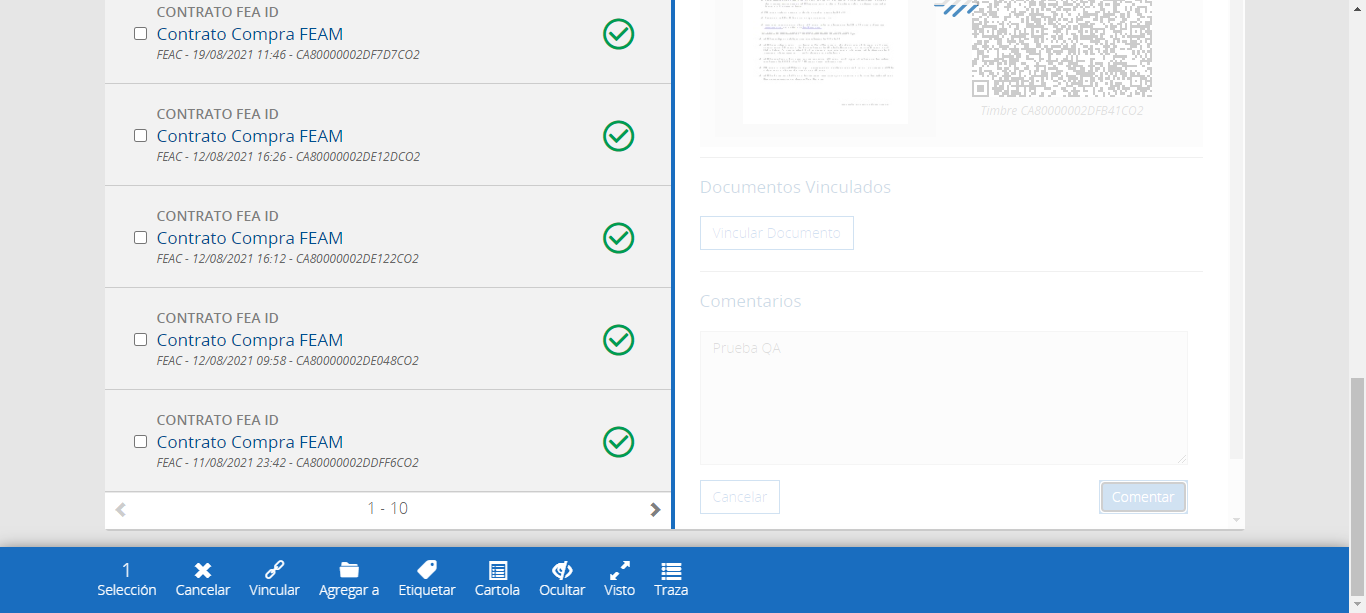 CONTRATO FEA ID
Contrato Compra FEAM
FEAC - 19/08/2021 11:46 - CA80000002DF7D7CO2
CONTRATO FEA ID
Contrato Compra FEAM
FEAC - 12/08/2021 16:26 - CA80000002DE12DCO2
CONTRATO FEA ID
Contrato Compra FEAM
FEAC - 12/08/2021 16:12 - CA80000002DE122CO2
CONTRATO FEA ID
Contrato Compra FEAM
FEAC - 12/08/2021 09:58 - CA80000002DE048CO2
CONTRATO FEA ID
Contrato Compra FEAM
FEAC - 11/08/2021 23:42 - CA80000002DDFF6CO2
1 - 10
Timbre CA80000002DFB41CO2
Documentos Vinculados
Vincular Documento
Comentarios
Prueba QA
Cancelar Comentar
1
Selección Cancelar Vincular Agregar a Etiquetar Cartola Ocultar Visto Traza